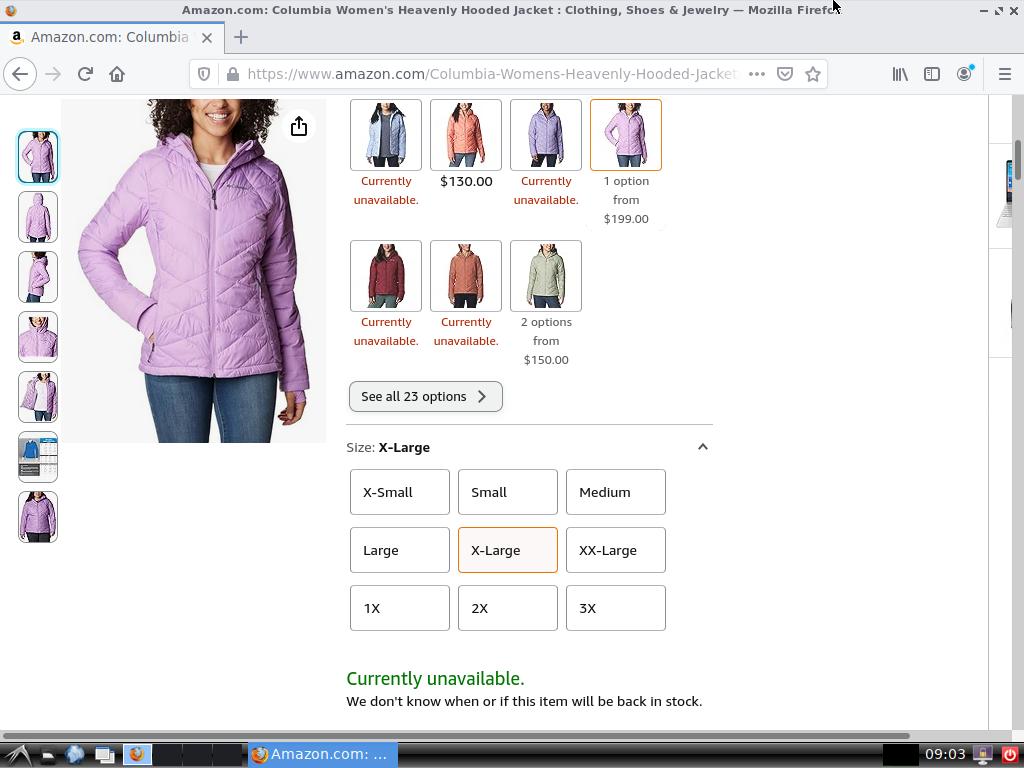 Amazon.com: Columbia Women's Heavenly Hooded Jacket : Clothing, Shoes & Jewelry — Mozilla Firefox
Amazon.com: Columbia
https://www.amazon.com/Columbia-Womens-Heavenly-Hooded-Jacket
Currently
unavailable.
$130.00
Currently
unavailable.
1 option
from
$199.00
Currently
unavailable.
Currently
unavailable.
2 options
from
$150.00
See all 23 options
Size: X-Large
X-Small
Small
Medium
Large
X-Large
XX-Large
1X
2X
3X
Currently unavailable.
We don't know when or if this item will be back in stock.
Amazon.com: ...
09:03